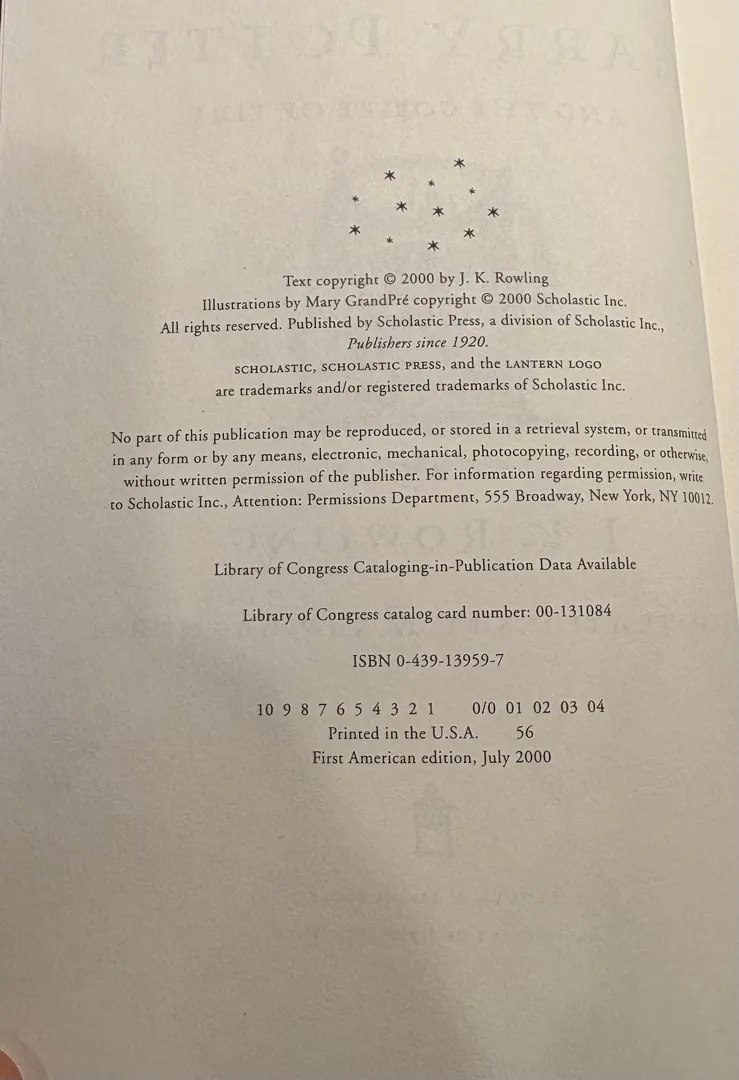 Text copyright © 2000 by J. K. Rowling
Illustrations by Mary GrandPré copyright © 2000 Scholastic Inc.
All rights reserved. Published by Scholastic Press, a division of Scholastic Inc.,
Publishers since 1920.
SCHOLASTIC, SCHOLASTIC PRESS, and the LANTERN LOGO
are trademarks and/or registered trademarks of Scholastic Inc.
No part of this publication may be reproduced, or stored in a retrieval system, or transmitted
in any form or by any means, electronic, mechanical, photocopying, recording, or otherwise,
without written permission of the publisher. For information regarding permission, write
to Scholastic Inc., Attention: Permissions Department, 555 Broadway, New York, NY 10012.
Library of Congress Cataloging-in-Publication Data Available
Library of Congress catalog card number: 00-131084
ISBN 0-439-13959-7
10 9 8 7 6 5 4 3 2 1 0/0 01 02 03 04
Printed in the U.S.A. 56
First American edition, July 2000